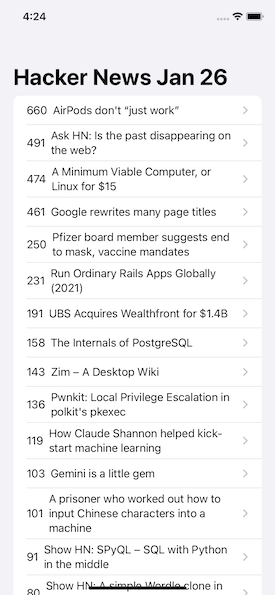 4:24
Hacker News Jan 26
660 AirPods don't “just work”
491 Ask HN: Is the past disappearing on
the web?
474 A Minimum Viable Computer, or
Linux for $15
461 Google rewrites many page titles
250 Pfizer board member suggests end
to mask, vaccine mandates
231 Run Ordinary Rails Apps Globally
(2021)
191 UBS Acquires Wealthfront for $1.4B
158 The Internals of PostgreSQL
143 Zim – A Desktop Wiki
136 Pwnkit: Local Privilege Escalation in
polkit's pkexec
119 How Claude Shannon helped kick-
start machine learning
103 Gemini is a little gem
101 A prisoner who worked out how to
input Chinese characters into a
machine
91 Show HN: SPyQL – SQL with Python
in the middle
80 Show HN: A simple Wordle clone in